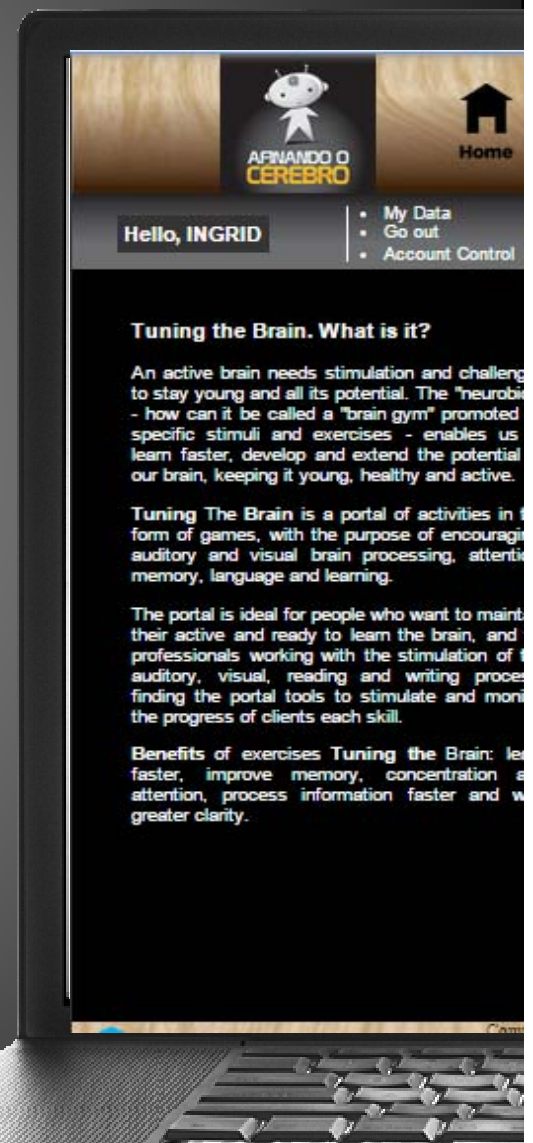 AFINANDO O
CEREBRO
Home
Hello, INGRID
• My Data
• Go out
• Account Control
Tuning the Brain. What is it?
An active brain needs stimulation and challeng
to stay young and all its potential. The "neurobic
- how can it be called a "brain gym" promoted
specific stimuli and exercises - enables us
learn faster, develop and extend the potential
our brain, keeping it young, healthy and active.
Tuning The Brain is a portal of activities in t
form of games, with the purpose of encouragin
auditory and visual brain processing, attentio
memory, language and learning.
The portal is ideal for people who want to mainta
their active and ready to learn the brain, and
professionals working with the stimulation of t
auditory, visual, reading and writing proces
finding the portal tools to stimulate and moni
the progress of clients each skill.
Benefits of exercises Tuning the Brain: lea
faster, improve memory, concentration a
attention, process information faster and w
greater clarity.